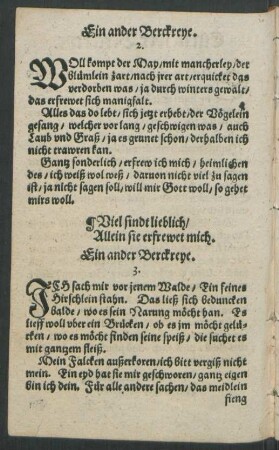 Ein ander Berckreye.
2.
WOll kompt der May/mit mancherley/der
blümlein zart/nach jrer art/erquicket das
verdorben was/ja durch winters gewalt/
das erfrewet sich manigfalt.
Alles das do lebt/sich jetzt erhebt/der Vögelein
gesang/welcher vor lang/geschwigen was/auch
Laub vnd Graß/ja es grunet schon/derhalben ich
nicht trawren kan.
Gantz sonderlich/erfrew ich mich/heimlichen
des/ich weiß wol weß/daruon nicht viel zu sagen
ist/ja nicht sagen soll/will mit Gott woll/so gehet
mirs woll.
¶Viel sindt lieblich/
Allein sie erfrewet mich.
Ein ander Berckreye.
3.
ICH sach mir vor jenem Walde/Ein feines
Hirschlein stahn. Das ließ sich beduncken
balde/wo es sein Narung möcht han. Es
lieff woll vber ein Brücken/ob es jm möcht gelü-
cken/wo es möcht finden seine speiß/die suchet es
mit gantzem fleiß.
Mein Falcken außerkoren/ich bitt vergiß nicht
mein. Ein eyd hat sie mir geschworen/gantz eigen
bin ich dein. Für alle andere sachen/das meidlein
fieng